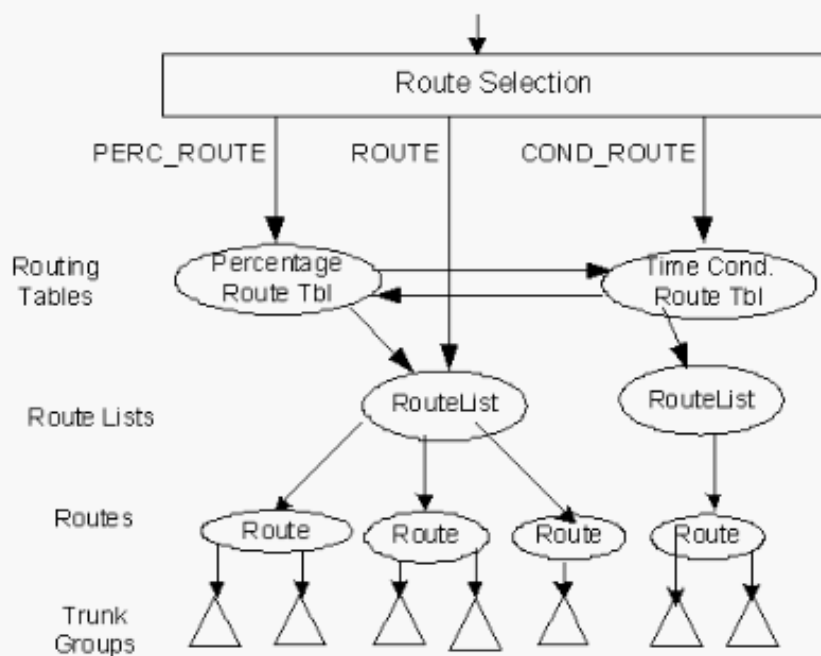 Route Selection
PERC_ROUTE
ROUTE
COND_ROUTE
Routing
Tables
Percentage
Route Tbl
Time Cond.
Route Tbl
Route Lists
RouteList
RouteList
Routes
Route
Route
Route
Route
Trunk
Groups